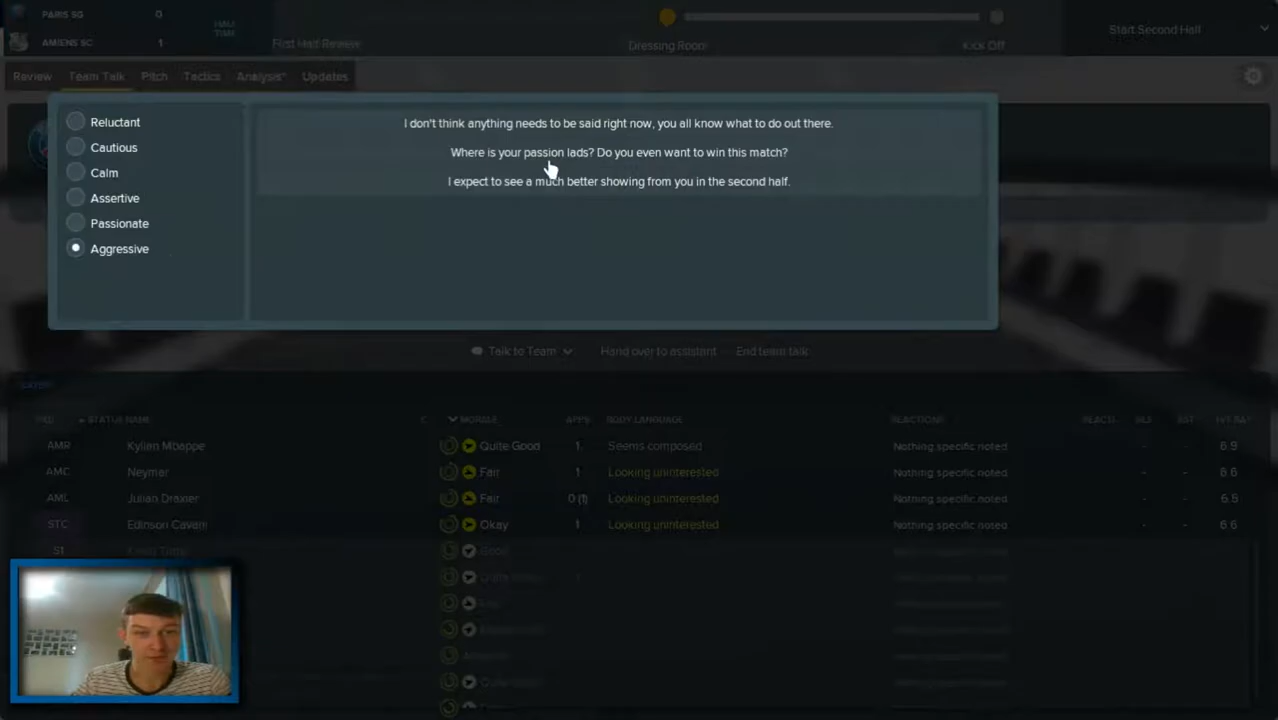 PARIS SG 0
AMIENS SC 1
HALF TIME
First Half Review
Dressing Room
Kick Off
Start Second Half
Review Team Talk Pitch Tactics Analysis* Updates
Reluctant
Cautious
Calm
Assertive
Passionate
Aggressive
I don't think anything needs to be said right now, you all know what to do out there.
Where is your passion lads? Do you even want to win this match?
I expect to see a much better showing from you in the second half.
Talk to Team Hand over to assistant End team talk
STATUS NAME C MORALE APPS BODY LANGUAGE REACTIONS
AMR Kylian Mbappe Quite Good 1 Seems composed Nothing specific noted - - 6.9
AMC Neymar Fair 1 Looking uninterested Nothing specific noted - - 6.6
AML Julian Draxler Fair 0 (1) Looking uninterested Nothing specific noted - -
STC Edinson Cavani Okay 1 Looking uninterested Nothing specific noted - - 6.6
S1 Good